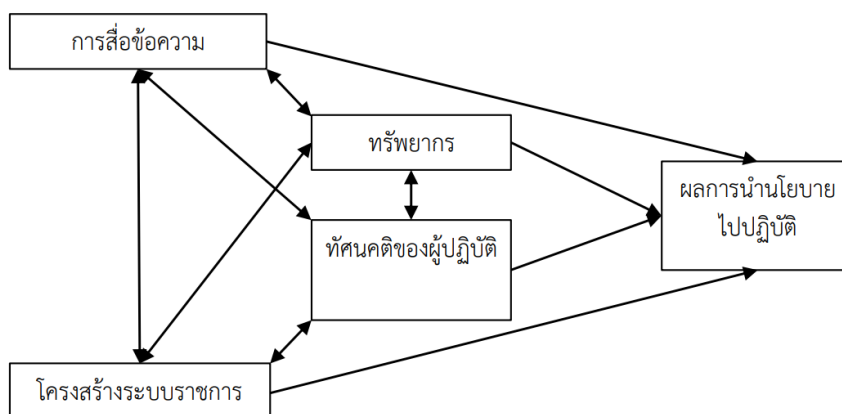 การสื่อข้อความ
ทรัพยากร
ผลการนำนโยบาย
ไปปฏิบัติ
ทัศนคติของผู้ปฏิบัติ
โครงสร้างระบบราชการ